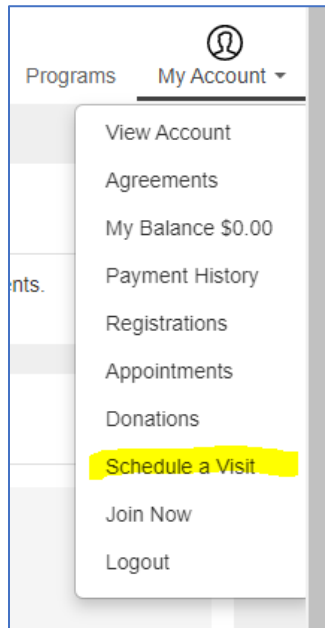 Programs My Account
View Account
Agreements
My Balance $0.00
nts.
Payment History
Registrations
Appointments
Donations
Schedule a Visit
Join Now
Logout